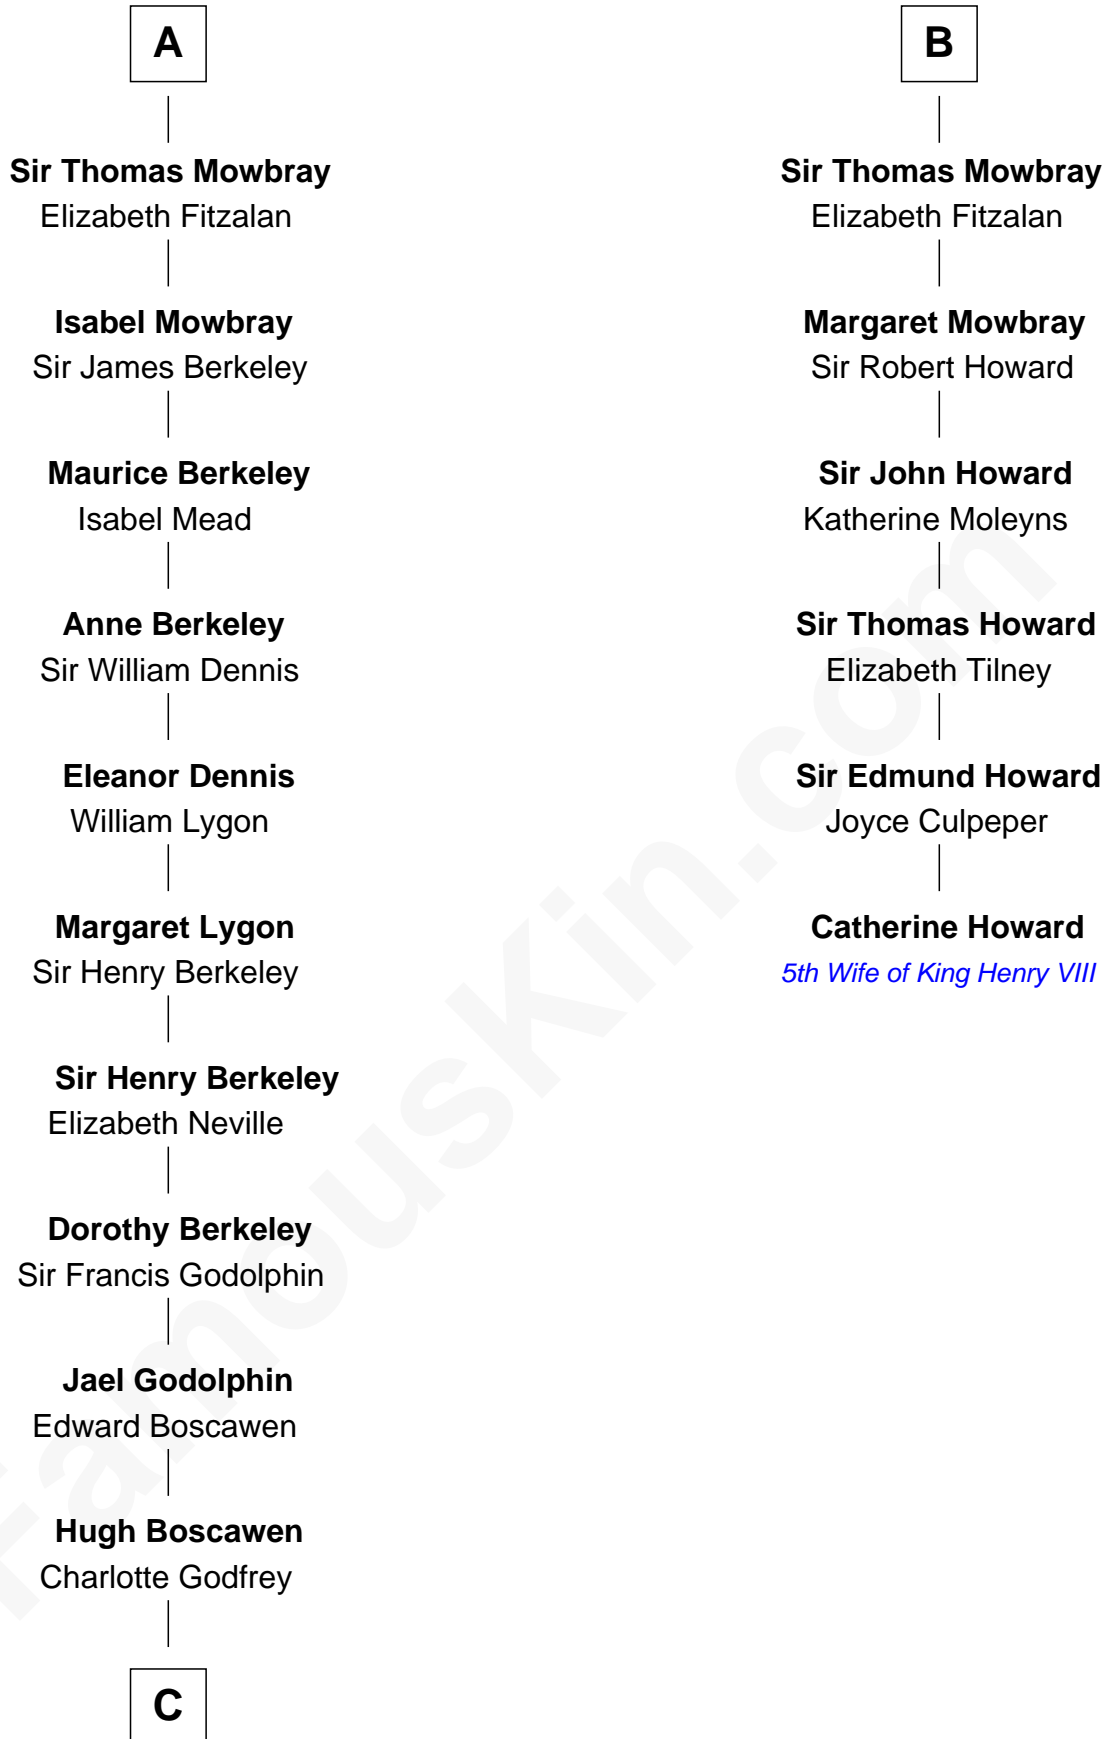 A
Sir Thomas Mowbray
Elizabeth Fitzalan
Isabel Mowbray
Sir James Berkeley
Maurice Berkeley
Isabel Mead
Anne Berkeley
Sir William Dennis
Eleanor Dennis
William Lygon
Margaret Lygon
Sir Henry Berkeley
Sir Henry Berkeley
Elizabeth Neville
Dorothy Berkeley
Sir Francis Godolphin
Jael Godolphin
Edward Boscawen
Hugh Boscawen
Charlotte Godfrey
C
B
Sir Thomas Mowbray
Elizabeth Fitzalan
Margaret Mowbray
Sir Robert Howard
Sir John Howard
Katherine Moleyns
Sir Thomas Howard
Elizabeth Tilney
Sir Edmund Howard
Joyce Culpeper
Catherine Howard
5th Wife of King Henry VIII
FamousKin.com